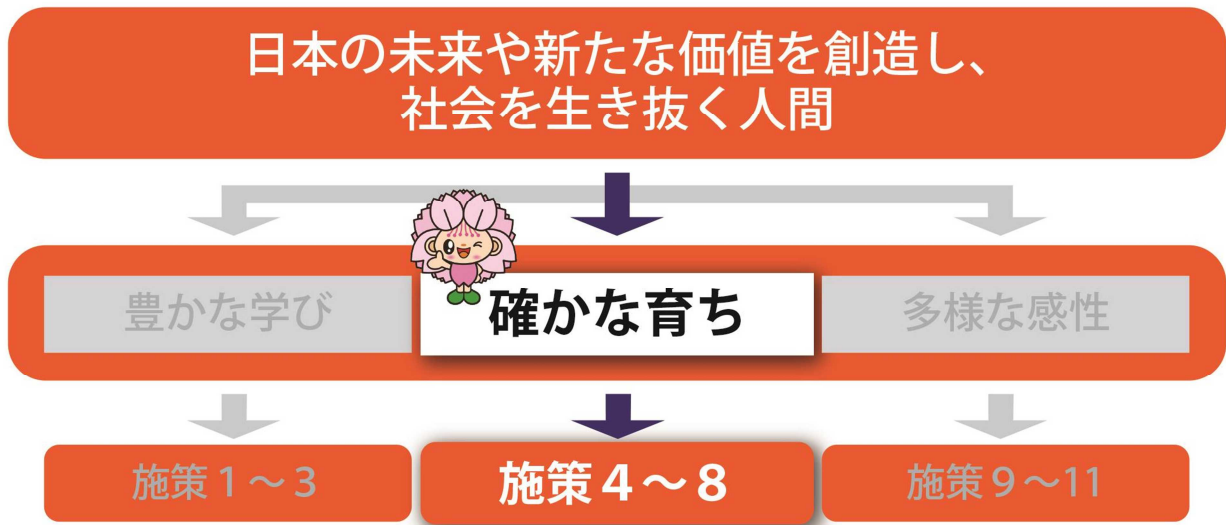 日本の未来や新たな価値を創造し、
社会を生き抜く人間
豊かな学び
確かな育ち
多様な感性
施策1~3
施策4~8
施策9~11